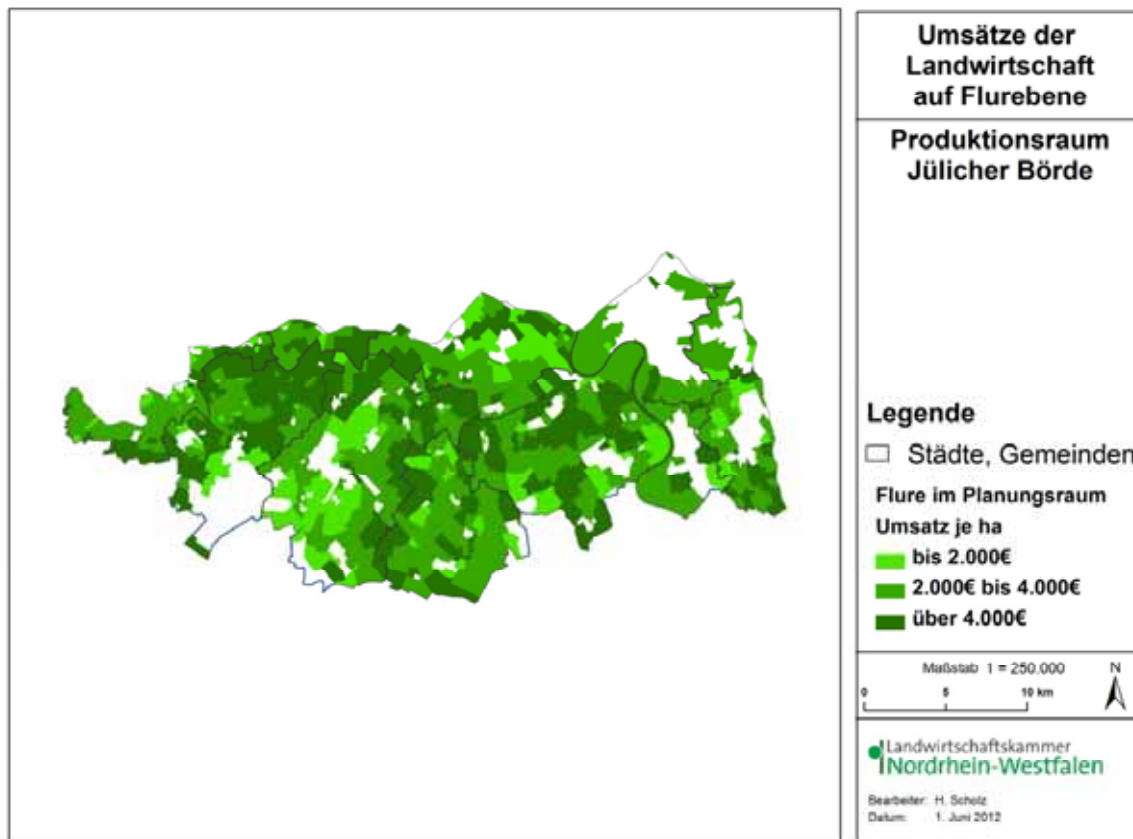 Umsätze der
Landwirtschaft
auf Flurebene
Produktionsraum
Jülicher Börde
Legende
Städte, Gemeinden
Flure im Planungsraum
Umsatz je ha
bis 2.000€
2.000€ bis 4.000€
über 4.000€
Maßstab 1 = 250.000
N
0 5 10 km
Landwirtschaftskammer
Nordrhein-Westfalen
Bearbeiter: H. Scholz
Datum: 1. Juni 2012